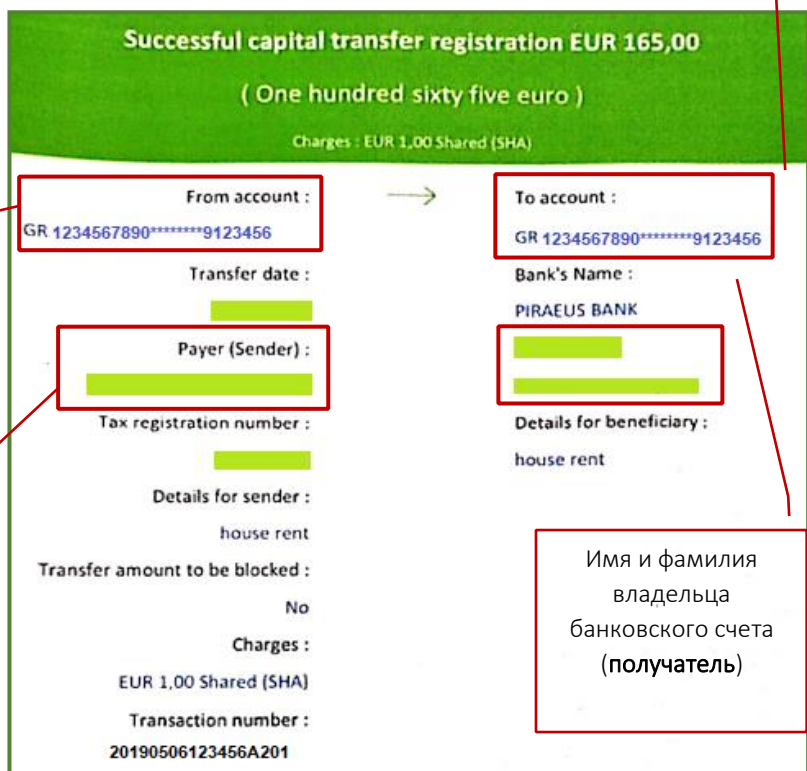 Successful capital transfer registration EUR 165,00
( One hundred sixty five euro )
Charges : EUR 1,00 Shared (SHA)
From account :
GR 1234567890********9123456
Transfer date :
Payer (Sender) :
Tax registration number :
Details for sender :
house rent
Transfer amount to be blocked :
No
Charges :
EUR 1,00 Shared (SHA)
Transaction number :
20190506123456A201
To account :
GR 1234567890********9123456
Bank's Name :
PIRAEUS BANK
Details for beneficiary :
house rent
Имя и фамилия
владельца
банковского счета
(получатель)